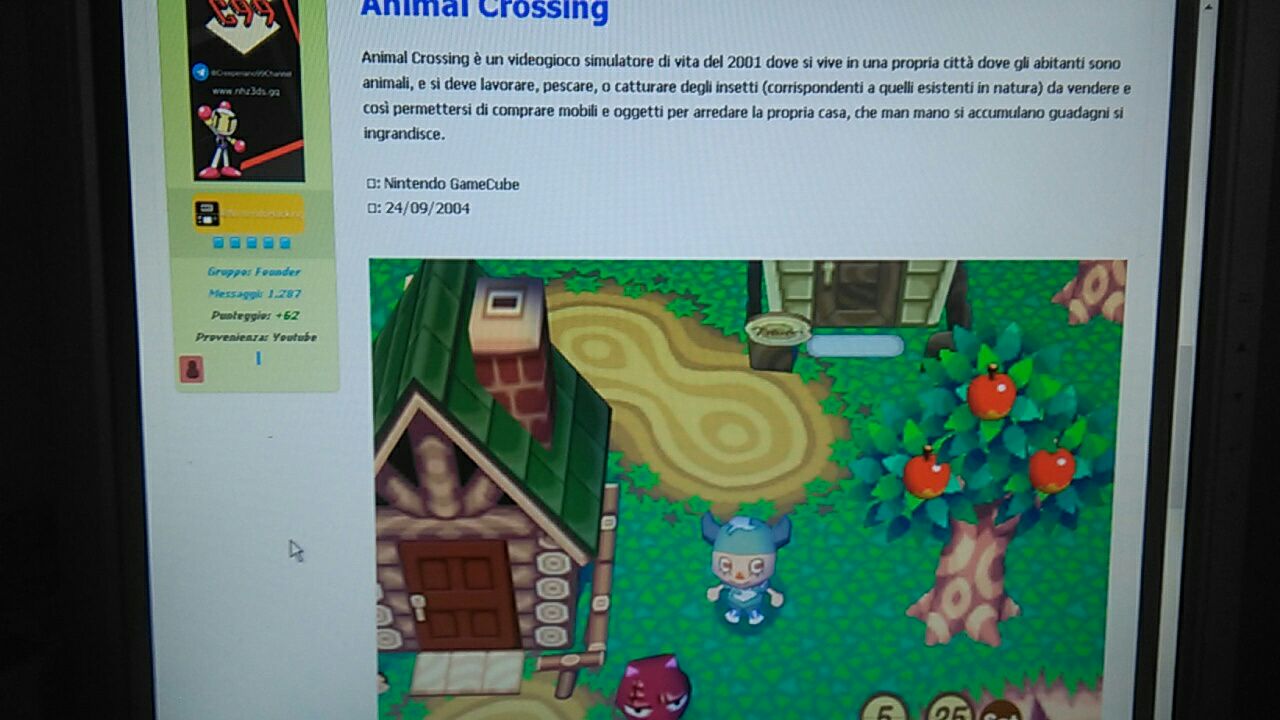 C99
@Creeperiano99Channel
www.nhz3ds.gq
Gruppo: Founder
Messaggi: 1.287
Punteggio: +62
Provenienza: Youtube
Animal Crossing
Animal Crossing è un videogioco simulatore di vita del 2001 dove si vive in una propria città dove gli abitanti sono
animali, e si deve lavorare, pescare, o catturare degli insetti (corrispondenti a quelli esistenti in natura) da vendere e
così permettersi di comprare mobili e oggetti per arredare la propria casa, che man mano si accumulano guadagni si
ingrandisce.
: Nintendo GameCube
: 24/09/2004
5 25 Sat